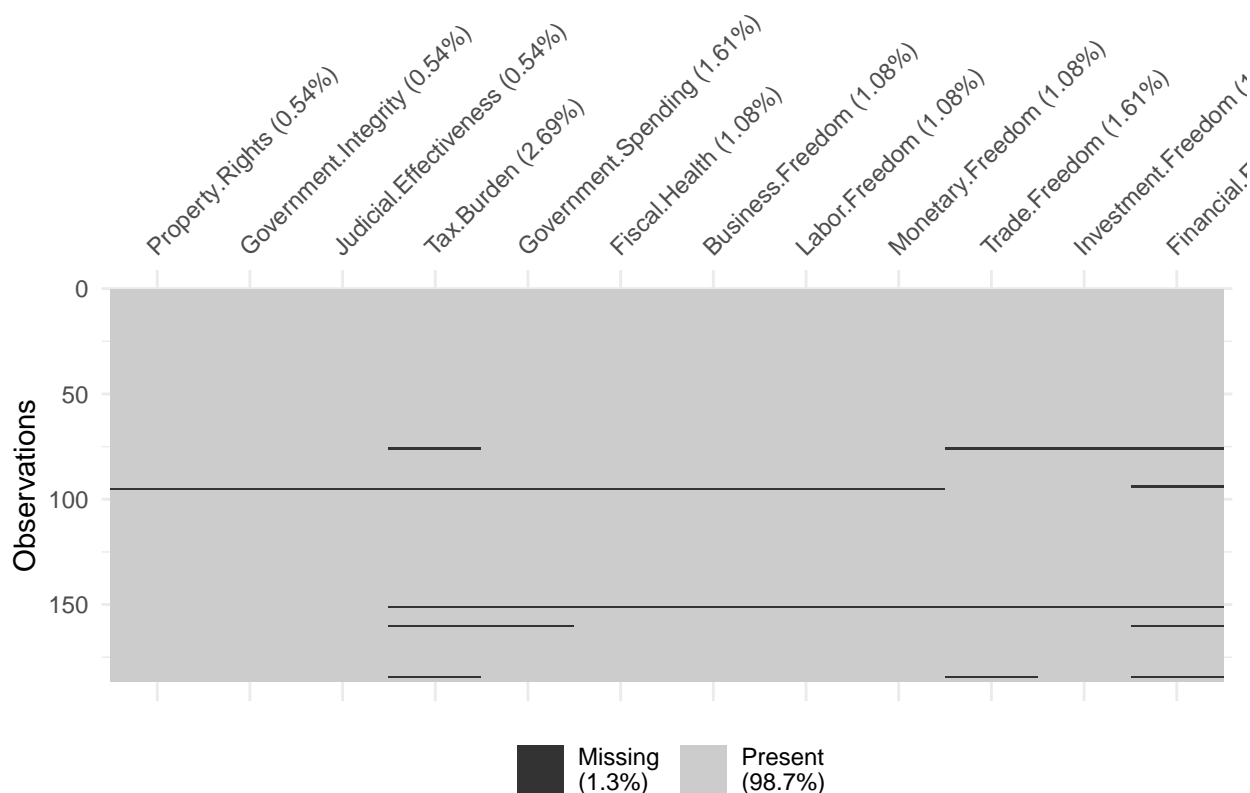 Property.Rights (0.54%)
Government.Integrity (0.54%)
Judicial.Effectiveness (0.54%)
Tax.Burden (2.69%)
Government.Spending (1.61%)
Fiscal.Health (1.08%)
Business.Freedom (1.08%)
Labor.Freedom (1.08%)
Monetary.Freedom (1.08%)
Trade.Freedom (1.61%)
Investment.Freedom (1
Financial.F
0
50
100
150
Observations
Missing
(1.3%)
Present
(98.7%)